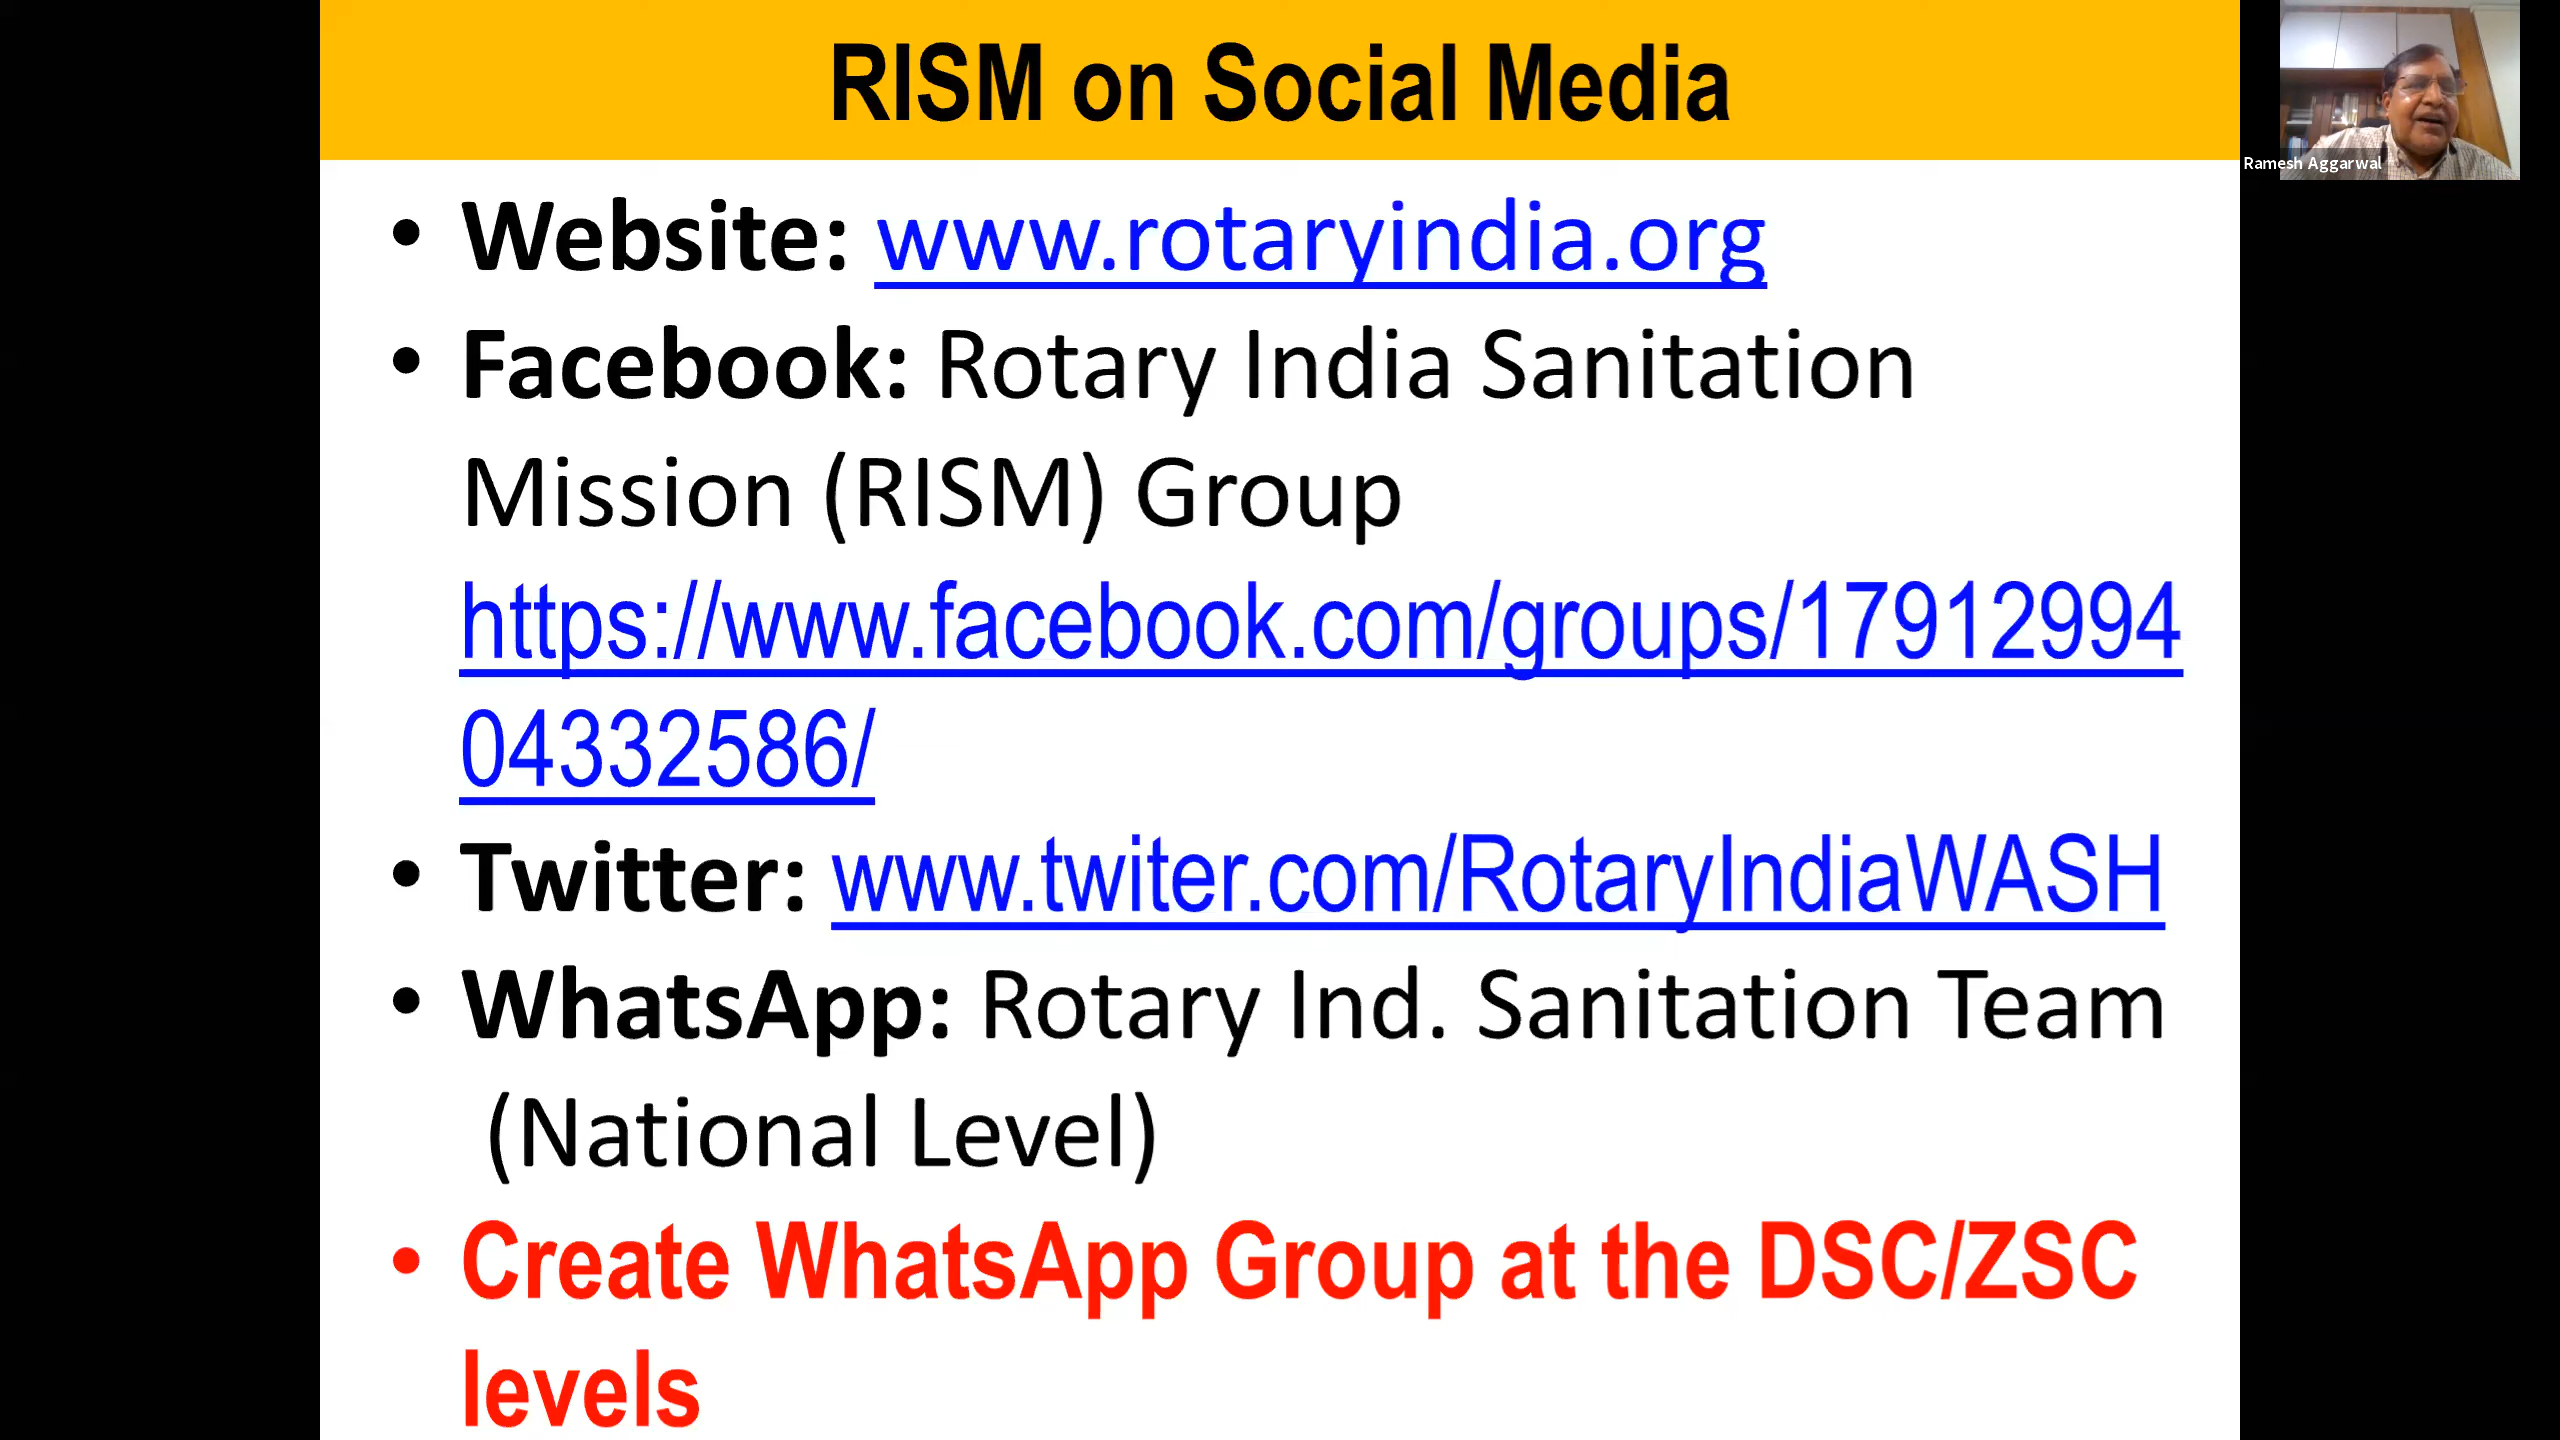 RISM on Social Media
Ramesh Aggarwal
• Website: www.rotaryindia.org
• Facebook: Rotary India Sanitation
Mission (RISM) Group
https://www.facebook.com/groups/17912994
04332586/
• Twitter: www.twiter.com/RotaryIndiaWASH
• WhatsApp: Rotary Ind. Sanitation Team
(National Level)
• Create WhatsApp Group at the DSC/ZSC
levels